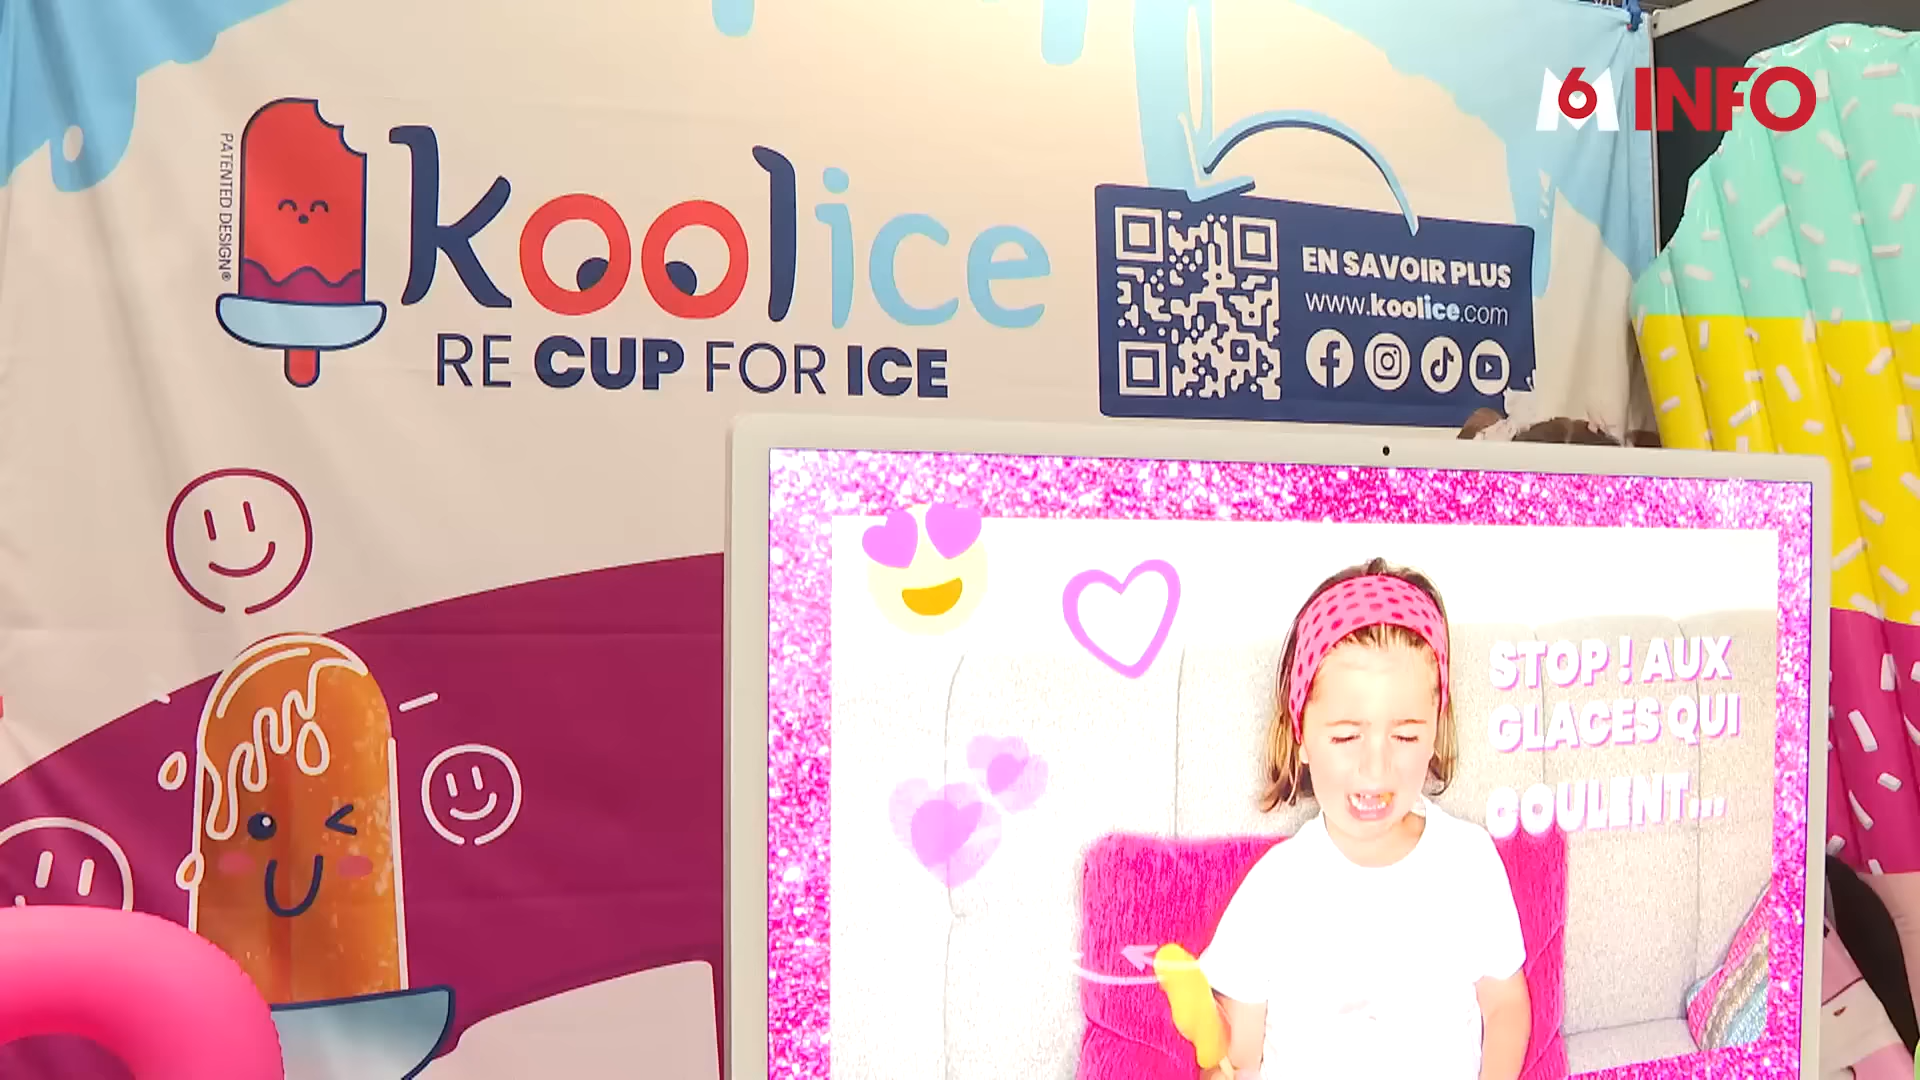 M6 INFO
PATENTED DESIGN®
koolice
RE CUP FOR ICE
EN SAVOIR PLUS
www.koolice.com
STOP ! AUX
GLACES QUI
COULENT...